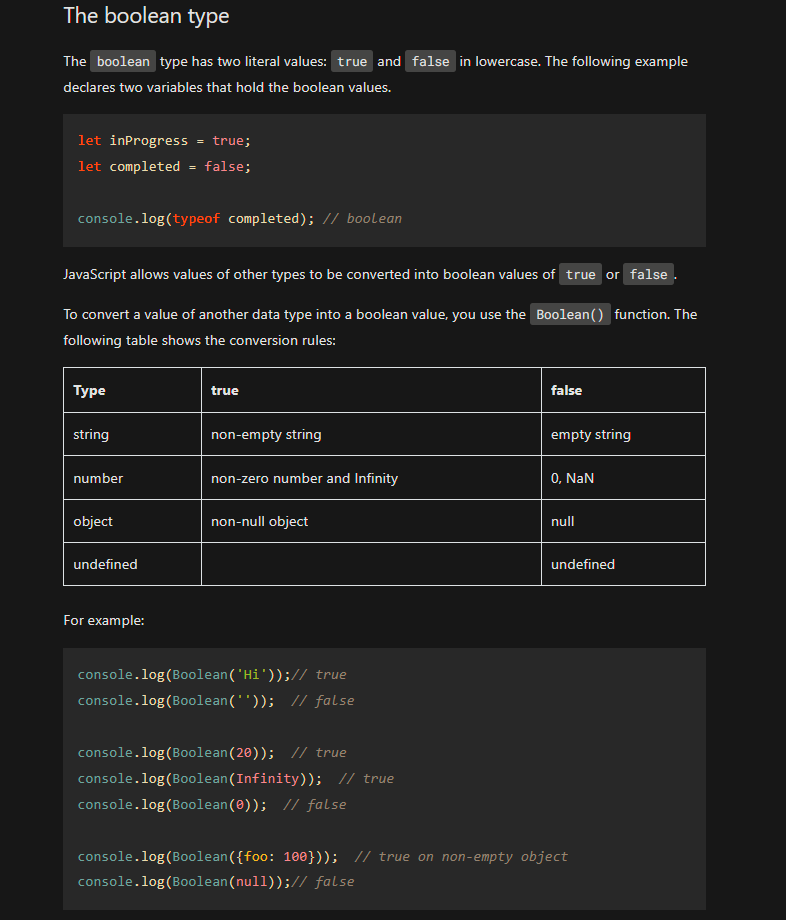 The boolean type
The boolean type has two literal values: true and false in lowercase. The following example
declares two variables that hold the boolean values.
let inProgress = true;
let completed = false;
console.log(typeof completed); // boolean
JavaScript allows values of other types to be converted into boolean values of true or false.
To convert a value of another data type into a boolean value, you use the Boolean() function. The
following table shows the conversion rules:
Type true false
string non-empty string empty string
number non-zero number and Infinity 0, NaN
object non-null object null
undefined undefined
For example:
console.log(Boolean('Hi'));// true
console.log(Boolean(''));  // false
console.log(Boolean(20));  // true
console.log(Boolean(Infinity));  // true
console.log(Boolean(0));  // false
console.log(Boolean({foo: 100}));  // true on non-empty object
console.log(Boolean(null));// false